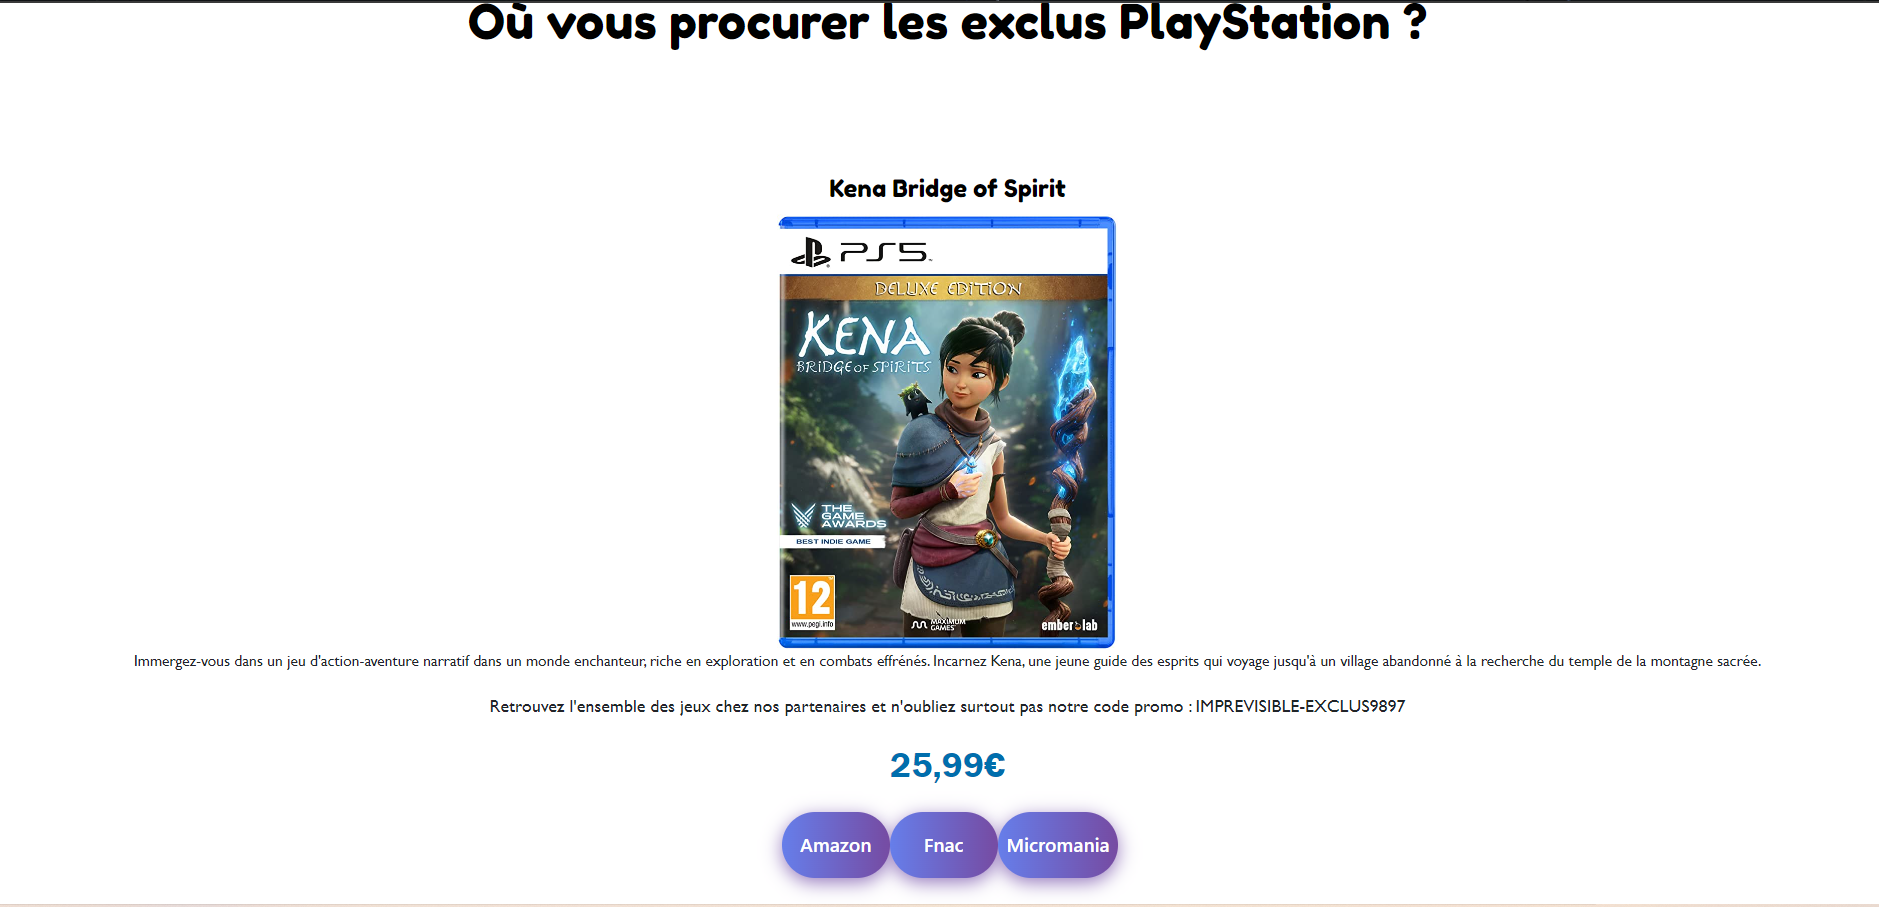 Où vous procurer les exclus PlayStation ?
Kena Bridge of Spirit
PS5
DELUXE EDITION
KENA
BRIDGE OF SPIRITS
THE
GAME
AWARDS
BEST INDIE GAME
12
www.pegi.info
MAXIMUM
GAMES
ember lab
Immergez-vous dans un jeu d'action-aventure narratif dans un monde enchanteur, riche en exploration et en combats effrénés. Incarnez Kena, une jeune guide des esprits qui voyage jusqu'à un village abandonné à la recherche du temple de la montagne sacrée.
Retrouvez l'ensemble des jeux chez nos partenaires et n'oubliez surtout pas notre code promo : IMPREVISIBLE-EXCLUS9897
25,99€
Amazon
Fnac
Micromania